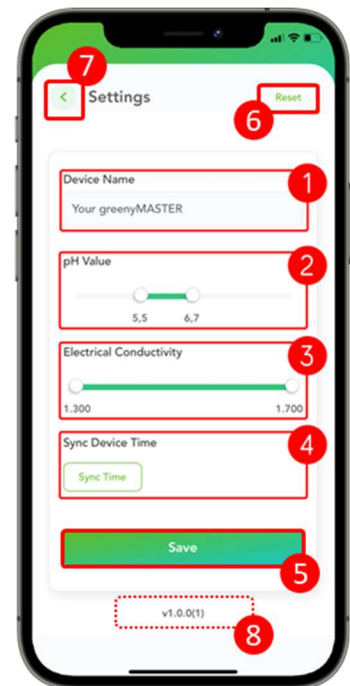 7
< Settings
Reset
6
Device Name
1
Your greenyMASTER
pH Value
2
5,5 6,7
Electrical Conductivity
3
1.300 1.700
Sync Device Time
4
Sync Time
Save
5
v1.0.0(1)
8